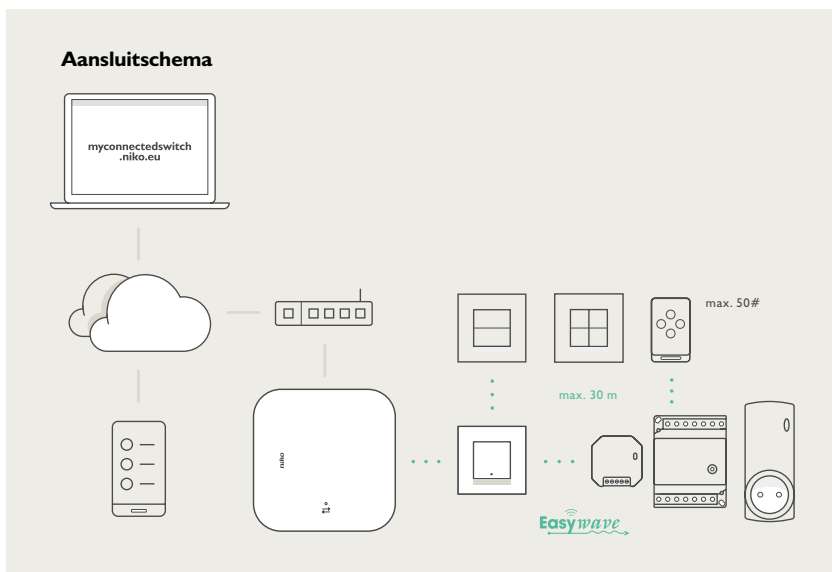 Aansluitschema
myconnectedswitch
.niko.eu
max. 50#
max. 30 m
niko
Easywave